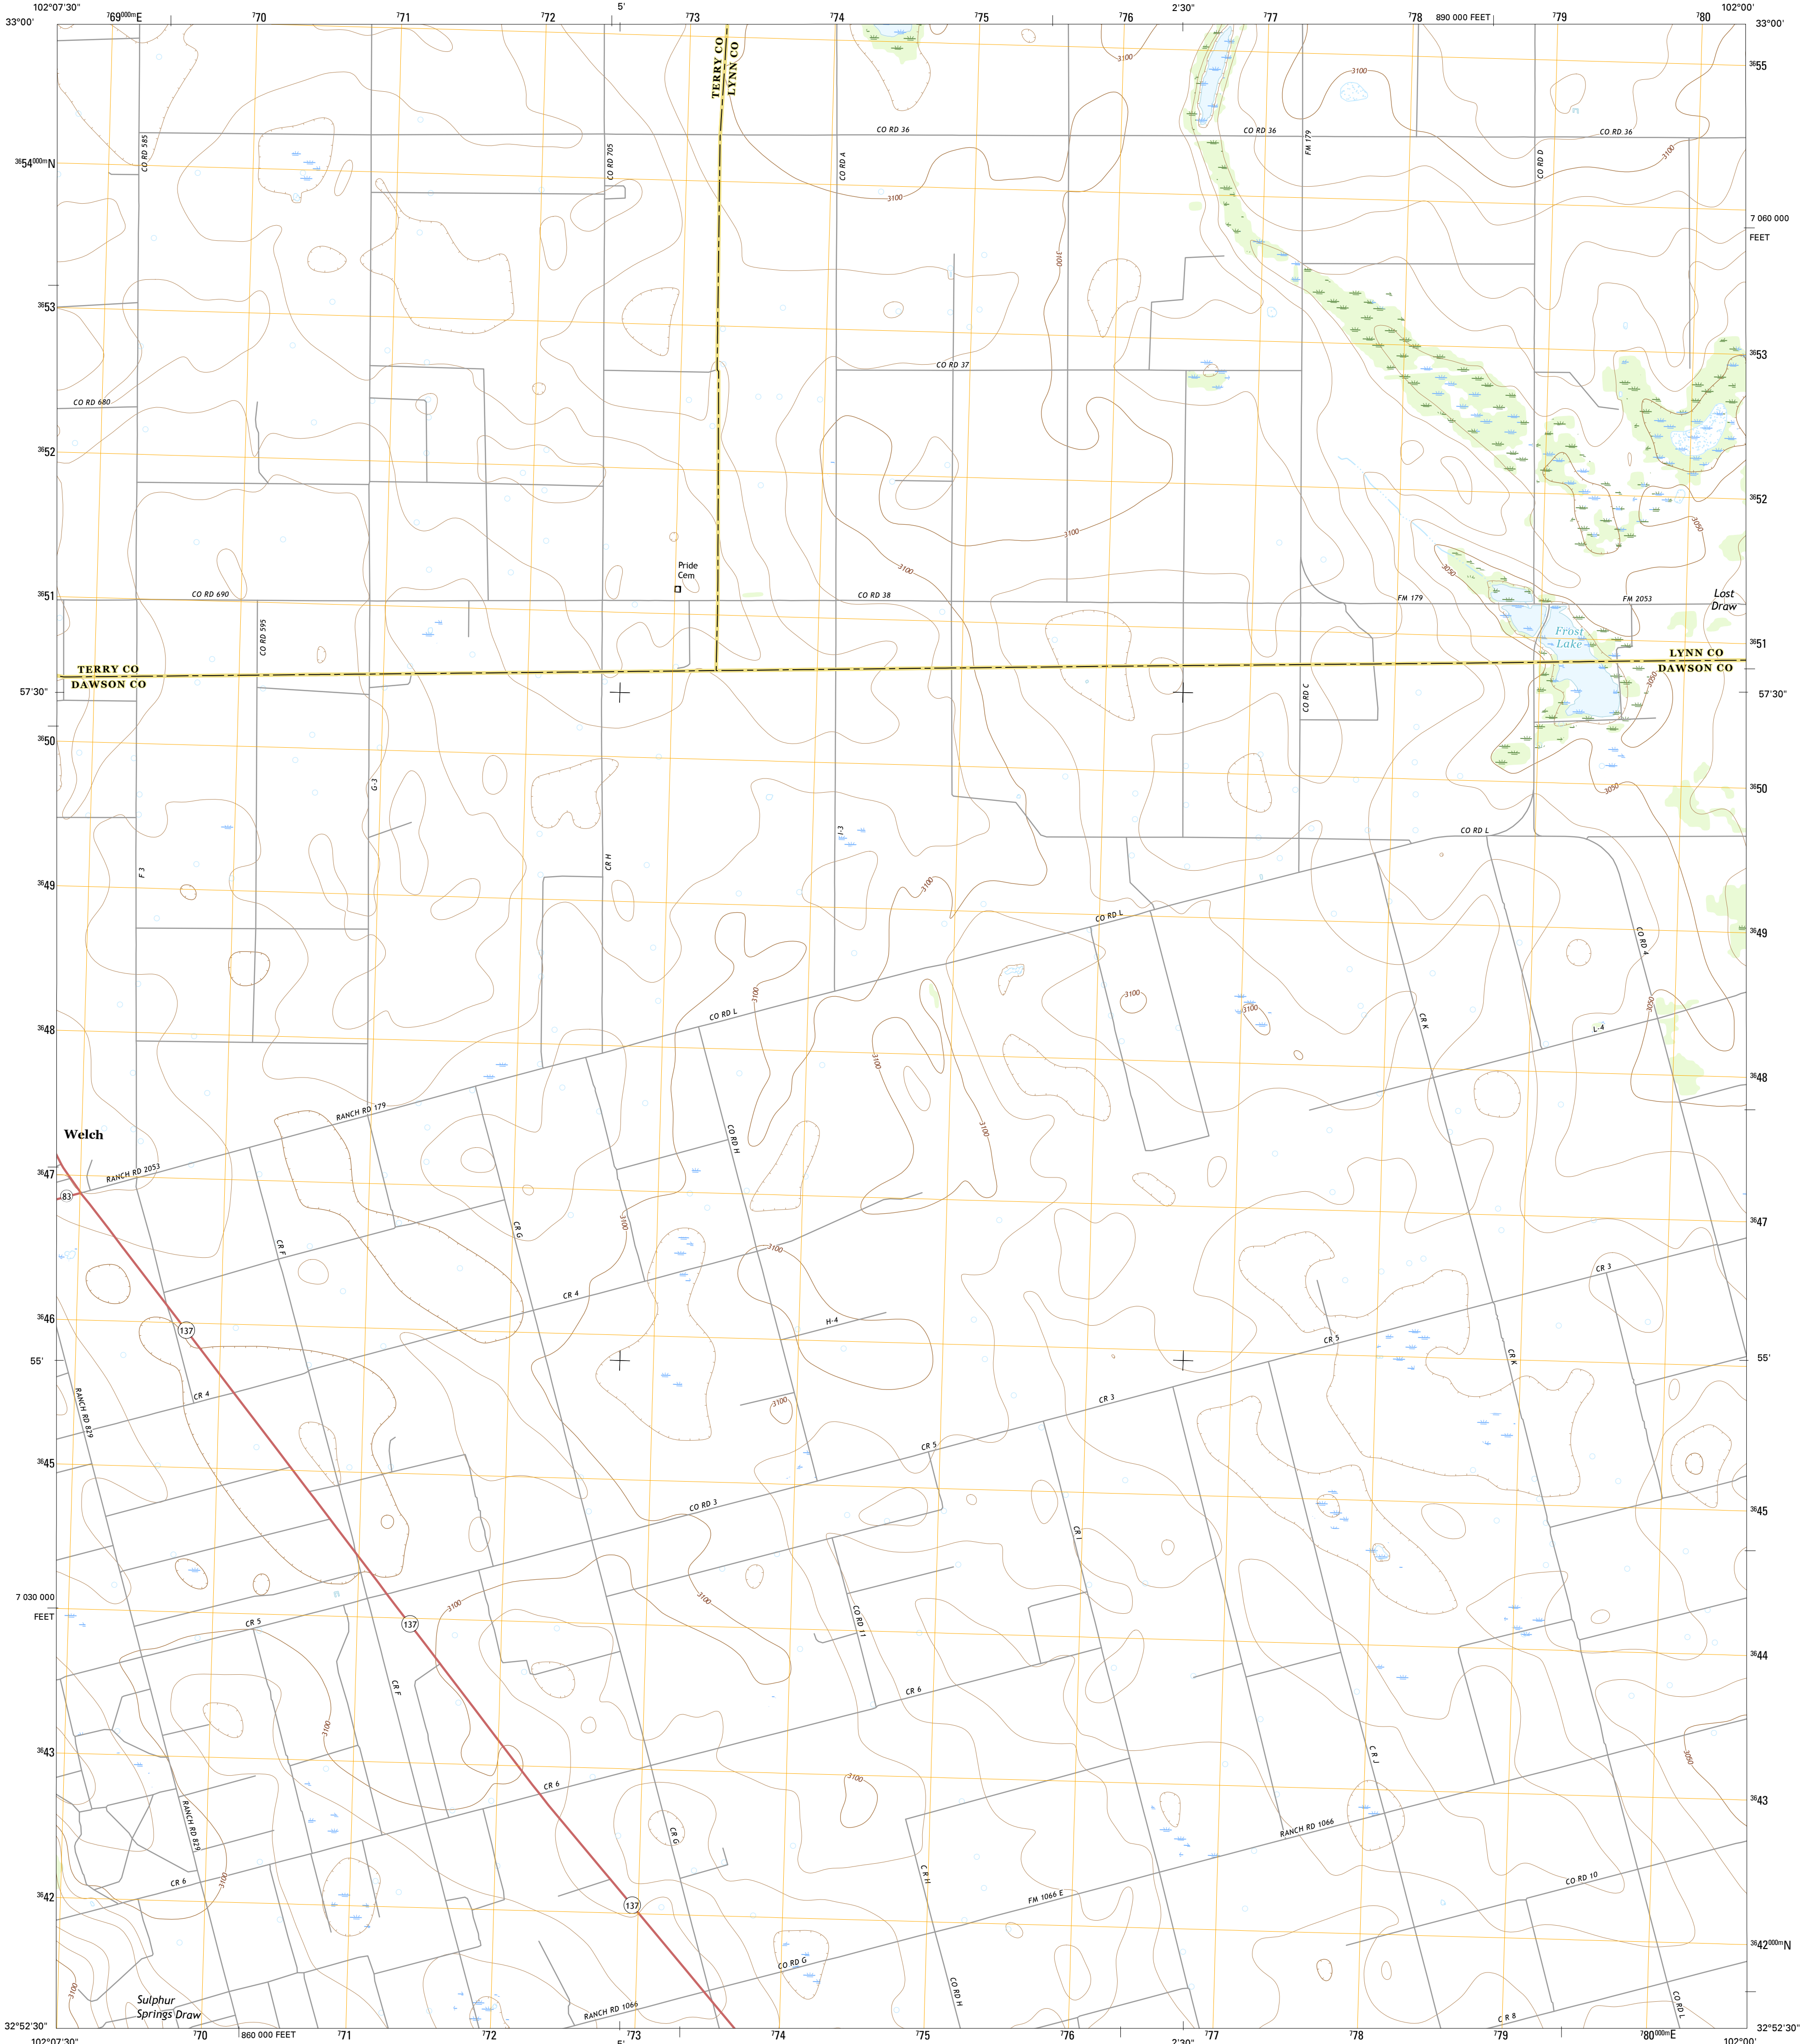 102°07'30"
769000mE
770
771
772
5'
773
774
775
776
2'30"
777
778
890 000 FEET
779
780
102°00'
33°00'
33°00'
TERRY CO
LYNN CO
3655
3100
3100
CO RD 36
CO RD 36
CO RD 36
CO RD 585
CO RD 705
CO RD A
FM 179
CO RD D
3100
3654000mN
3100
7 060 000
FEET
3100
3653
3653
CO RD 37
CO RD 680
3652
3652
3100
3050
3100
3050
Pride
Cem
3651
CO RD 690
CO RD 38
FM 179
FM 2053
Lost
Draw
CO RD 595
Frost
Lake
3651
TERRY CO
DAWSON CO
LYNN CO
DAWSON CO
57'30"
57'30"
3050
CO RD C
3650
G-3
3650
3050
I-3
CO RD L
F 3
CR H
3649
3100
CO RD L
3649
CO RD 4
3100
3100
3100
3050
CO RD L
CR K
L-4
3648
3100
3648
RANCH RD 179
3100
Welch
CO RD H
3647
RANCH RD 2053
83
3100
CR G
3647
CR F
3100
CR 3
CR 4
3646
H-4
137
CR 5
CR K
55'
55'
CR 4
RANCH RD 829
3100
CR 3
CR 5
3645
CO RD 3
3645
CR I
7 030 000
FEET
3100
3100
CR 5
137
CO RD 11
3644
CR F
CR 6
3100
3643
C R J
3050
CR 6
3100
3643
RANCH RD 829
CR G
RANCH RD 1066
3100
CR 6
C R H
CO RD 10
3642
FM 1066 E
137
3642000mN
CO RD G
3100
Sulphur
Springs Draw
RANCH RD 1066
CO RD H
C R 8
CO RD L
32°52'30"
32°52'30"
102°07'30"
770
860 000 FEET
771
772
5'
773
774
775
776
2'30"
777
778
779
780000mE
102°00'